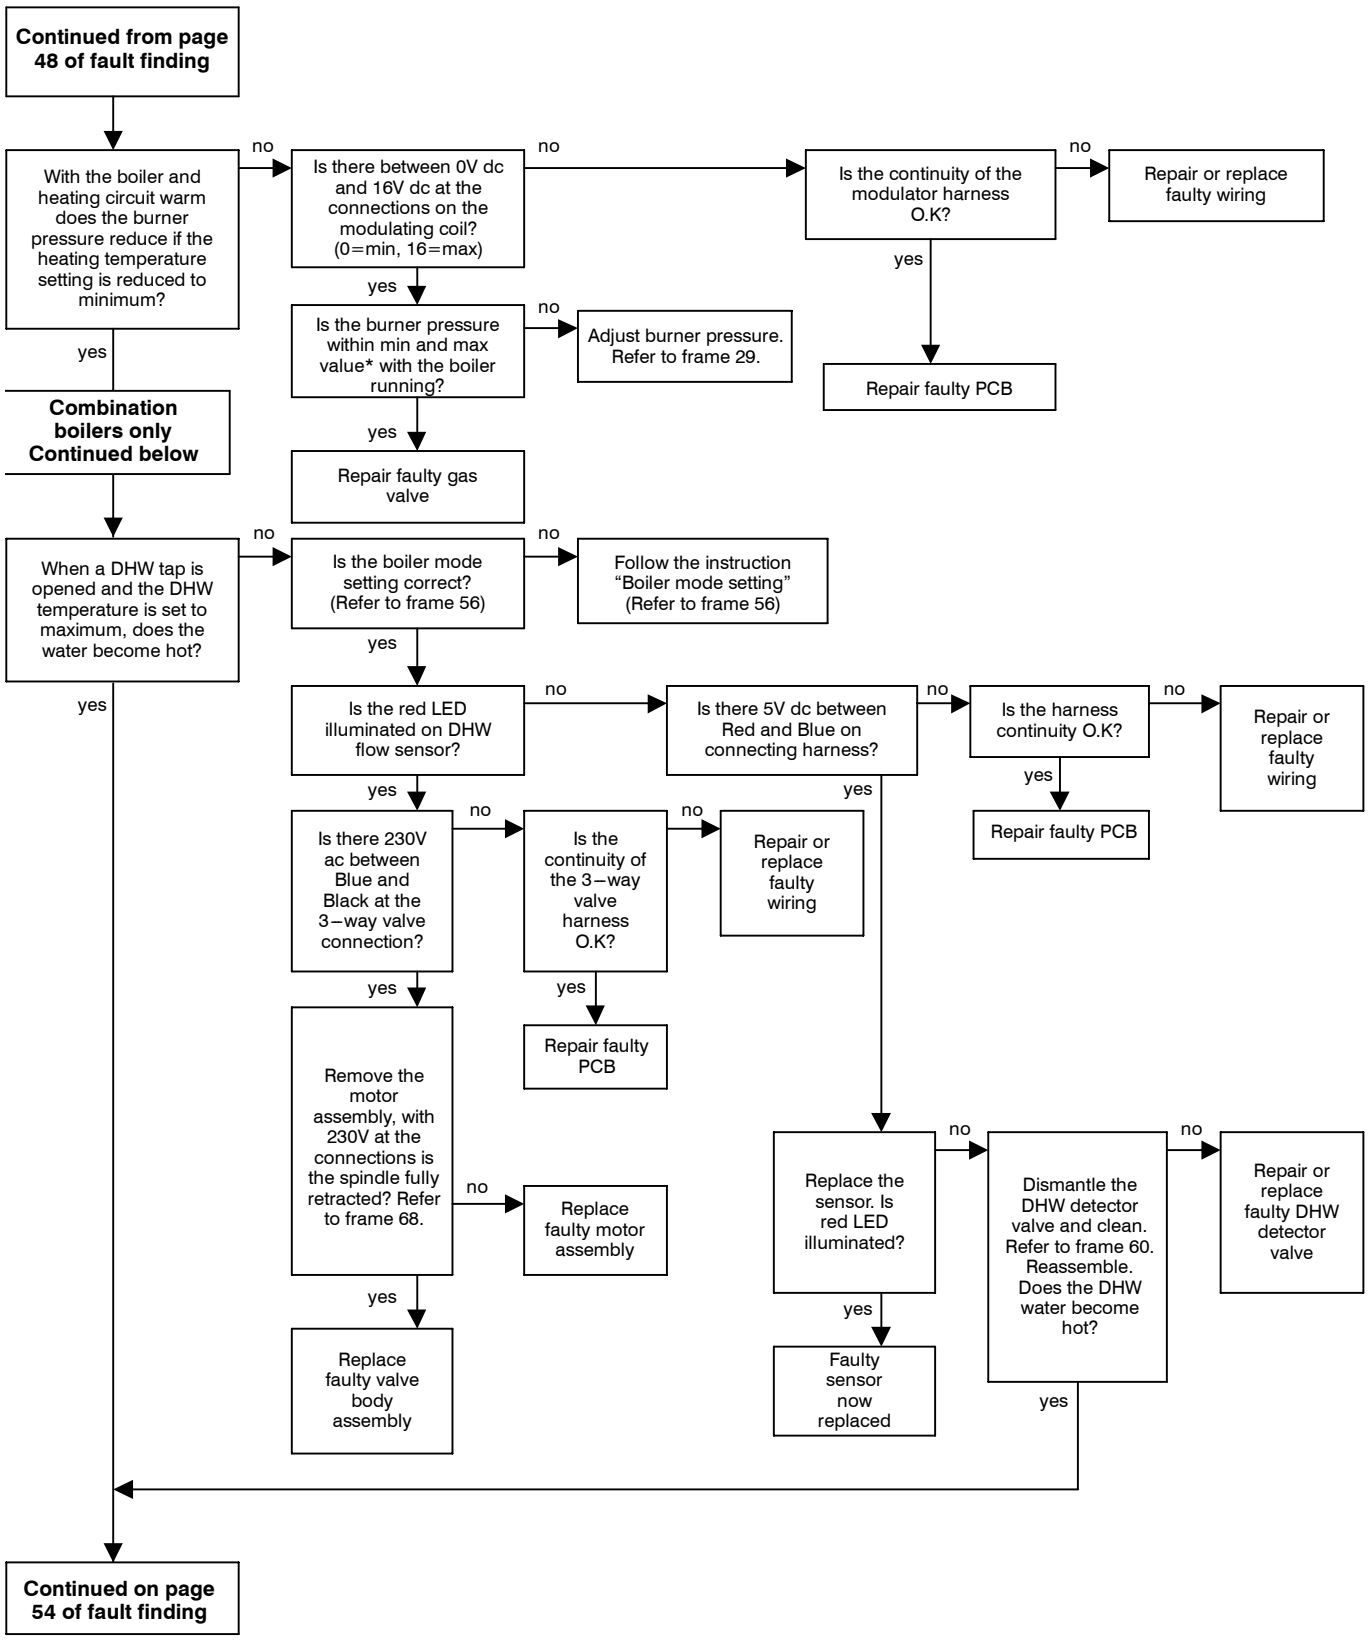 Continued from page
48 of fault finding
With the boiler and
heating circuit warm
does the burner
pressure reduce if the
heating temperature
setting is reduced to
minimum?
no
Is there between 0V dc
and 16V dc at the
connections on the
modulating coil?
(0=min, 16=max)
no
Is the continuity of the
modulator harness
O.K?
no
Repair or replace
faulty wiring
yes
Repair faulty PCB
yes
Is the burner pressure
within min and max
value* with the boiler
running?
no
Adjust burner pressure.
Refer to frame 29.
yes
Repair faulty gas
valve
yes
Combination
boilers only
Continued below
When a DHW tap is
opened and the DHW
temperature is set to
maximum, does the
water become hot?
no
Is the boiler mode
setting correct?
(Refer to frame 56)
no
Follow the instruction
“Boiler mode setting”
(Refer to frame 56)
yes
yes
Is the red LED
illuminated on DHW
flow sensor?
no
Is there 5V dc between
Red and Blue on
connecting harness?
no
Is the harness
continuity O.K?
no
Repair or
replace
faulty
wiring
yes
Repair faulty PCB
yes
yes
Is there 230V
ac between
Blue and
Black at the
3−way valve
connection?
no
Is the
continuity of
the 3−way
valve
harness
O.K?
no
Repair or
replace
faulty
wiring
yes
Repair faulty
PCB
yes
Remove the
motor
assembly, with
230V at the
connections is
the spindle fully
retracted? Refer
to frame 68.
no
Replace
faulty motor
assembly
yes
Replace
faulty valve
body
assembly
Replace the
sensor. Is
red LED
illuminated?
no
Dismantle the
DHW detector
valve and clean.
Refer to frame 60.
Reassemble.
Does the DHW
water become
hot?
no
Repair or
replace
faulty DHW
detector
valve
yes
Faulty
sensor
now
replaced
yes
Continued on page
54 of fault finding